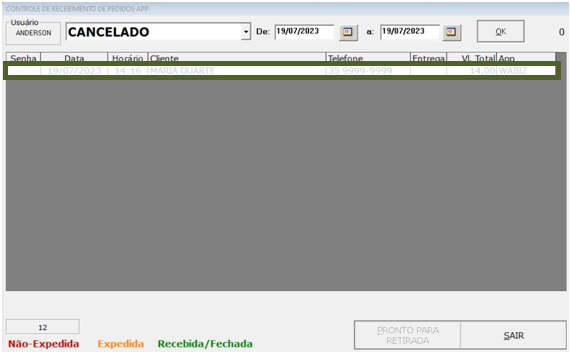 CONTROLE DE RECEBIMENTO DE PEDIDOS APP
Usuário
ANDERSON
CANCELADO
De: 19/07/2023
a: 19/07/2023
OK
0
Senha Data Horário Cliente Telefone Entrega Vl. Total App
19/07/2023 14:16 MARIA DUARTE 35 9999-9999 14,00 WABIZ
12
Não-Expedida Expedida Recebida/Fechada
PRONTO PARA
RETIRADA
SAIR